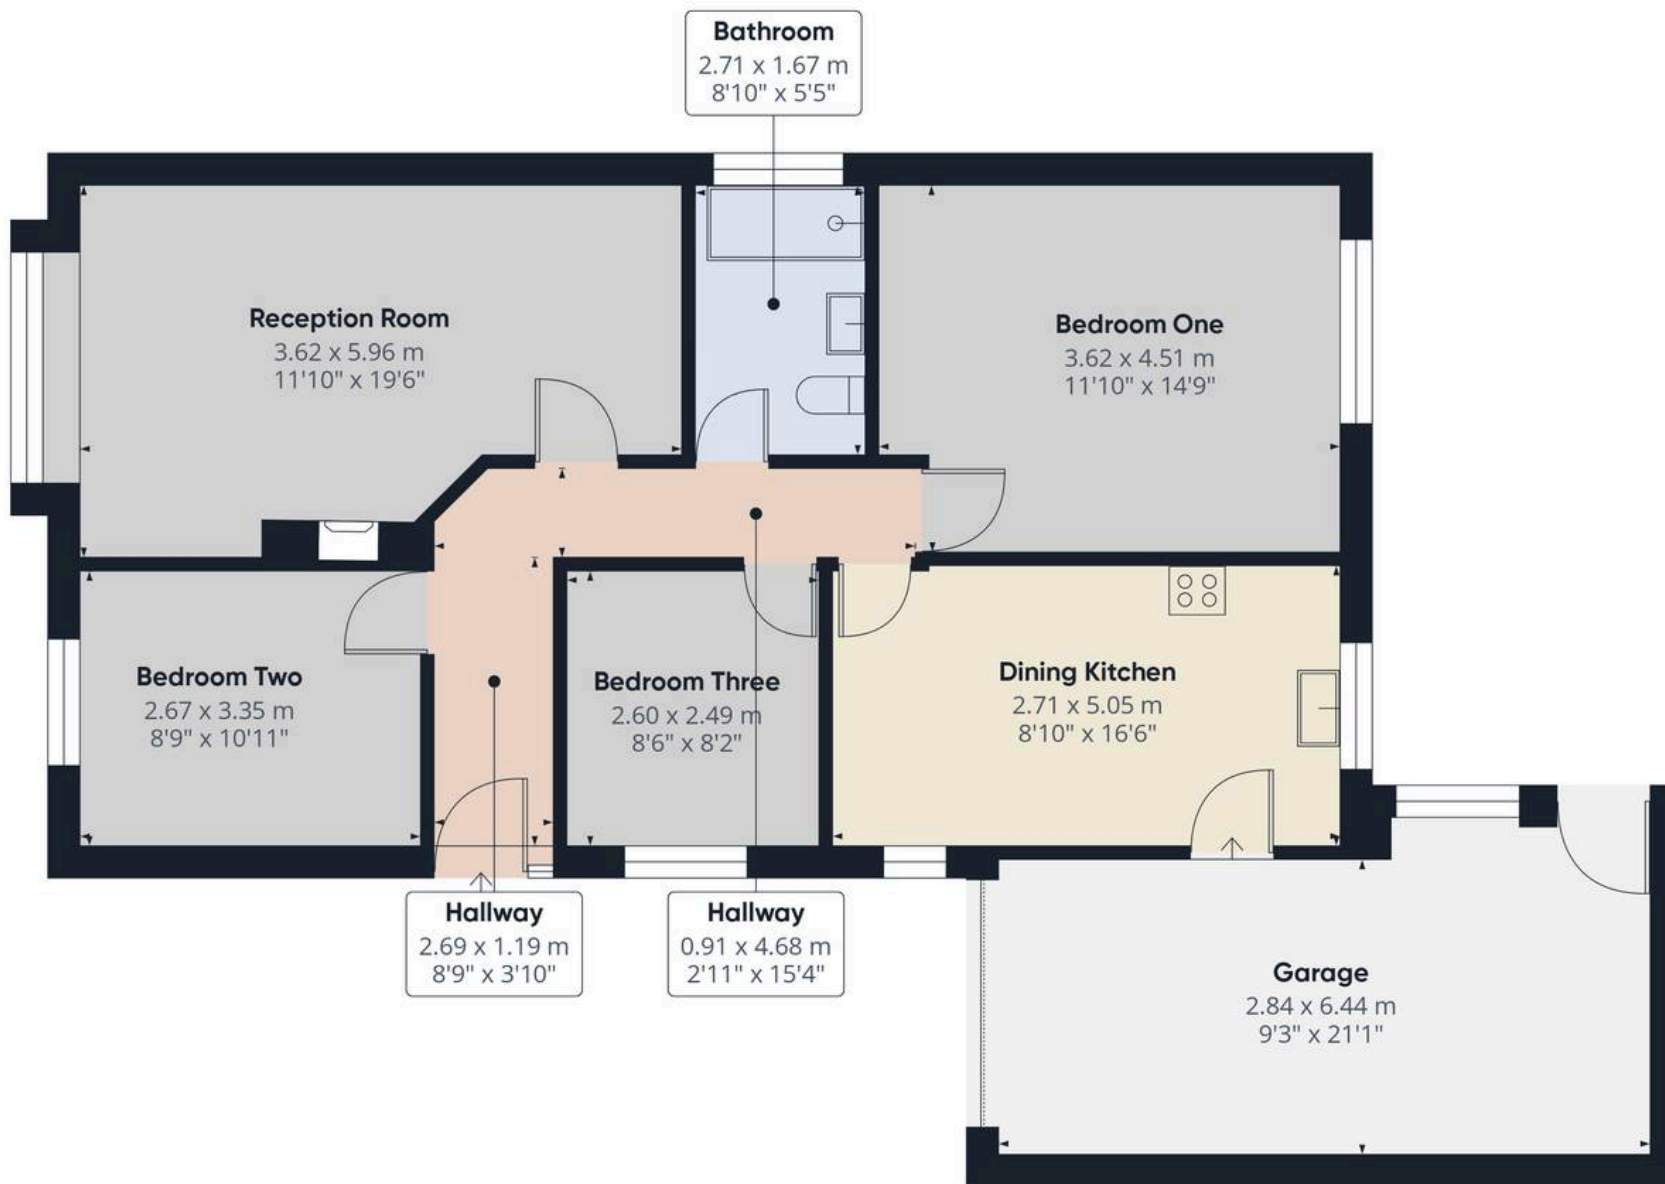 Bathroom
2.71 x 1.67 m
8'10" x 5'5"
Reception Room
3.62 x 5.96 m
11'10" x 19'6"
Bedroom One
3.62 x 4.51 m
11'10" x 14'9"
Bedroom Two
2.67 x 3.35 m
8'9" x 10'11"
Bedroom Three
2.60 x 2.49 m
8'6" x 8'2"
Dining Kitchen
2.71 x 5.05 m
8'10" x 16'6"
Hallway
2.69 x 1.19 m
8'9" x 3'10"
Hallway
0.91 x 4.68 m
2'11" x 15'4"
Garage
2.84 x 6.44 m
9'3" x 21'1"